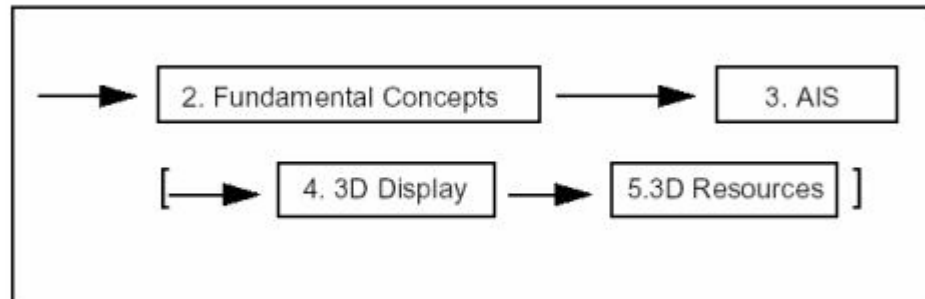 2. Fundamental Concepts 3. AIS
[ 4. 3D Display 5.3D Resources ]